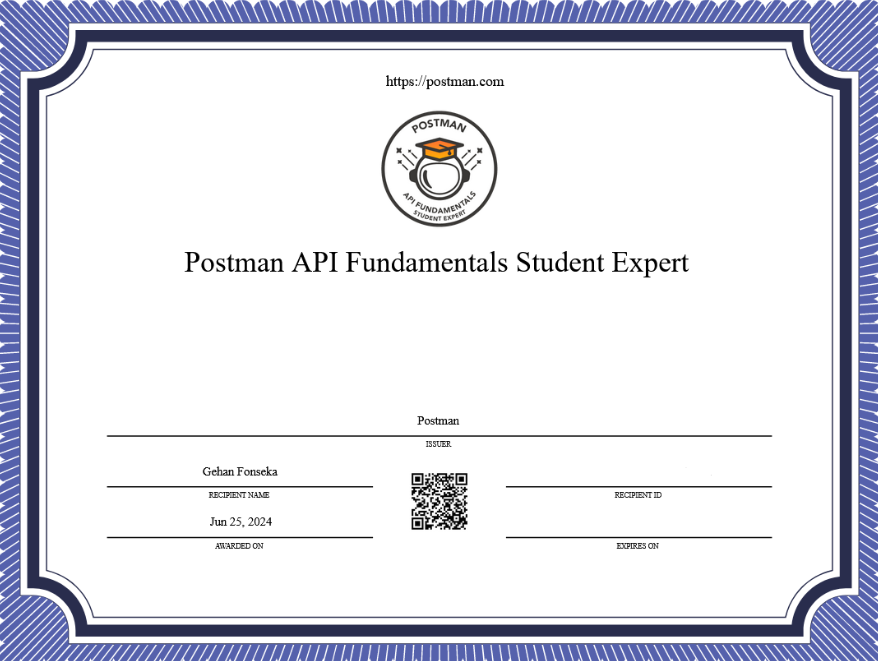 https://postman.com
POSTMAN
API FUNDAMENTALS
STUDENT EXPERT
Postman API Fundamentals Student Expert
Postman
ISSUER
Gehan Fonseka
RECIPIENT NAME
RECIPIENT ID
Jun 25, 2024
AWARDED ON
EXPIRES ON